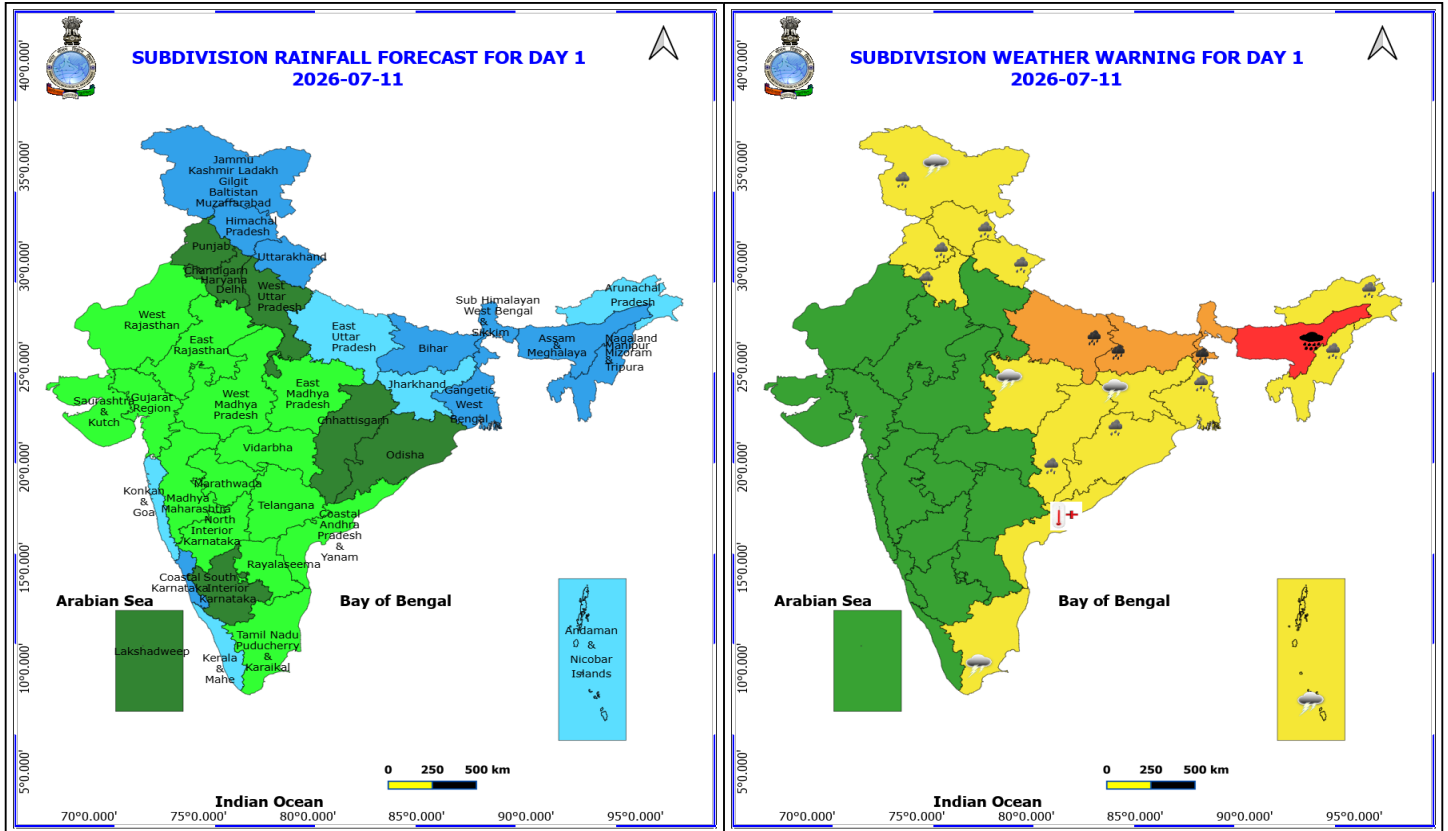 SUBDIVISION RAINFALL FORECAST FOR DAY 1
2026-07-11
40°0.000'
35°0.000'
30°0.000'
25°0.000'
20°0.000'
15°0.000'
10°0.000'
5°0.000'
Jammu
Kashmir Ladakh
Gilgit
Baltistan
Muzaffarabad
Himachal
Pradesh
Punjab
Uttarakhand
Chandigarh
Haryana
Delhi
West
Uttar
Pradesh
Arunachal
Pradesh
Sub Himalayan
West Bengal
&
Sikkim
West
Rajasthan
East
Rajasthan
East
Uttar
Pradesh
Bihar
Assam
&
Meghalaya
Nagaland
Manipur
Mizoram
&
Tripura
Jharkhand
Gangetic
West
Bengal
Saurashtra
&
Kutch
Gujarat
Region
West
Madhya
Pradesh
East
Madhya
Pradesh
Chhattisgarh
Odisha
Vidarbha
Konkan
&
Goa
Marathwada
Madhya
Maharashtra
Telangana
North
Interior
Karnataka
Coastal
Andhra
Pradesh
&
Yanam
Rayalaseema
Coastal
Karnataka
South
Interior
Karnataka
Arabian Sea
Bay of Bengal
Lakshadweep
Tamil Nadu
Puducherry
&
Karaikal
Kerala
&
Mahe
Andaman
&
Nicobar
Islands
0 250 500 km
Indian Ocean
70°0.000' 75°0.000' 80°0.000' 85°0.000' 90°0.000' 95°0.000'
SUBDIVISION WEATHER WARNING FOR DAY 1
2026-07-11
40°0.000'
35°0.000'
30°0.000'
25°0.000'
20°0.000'
15°0.000'
10°0.000'
5°0.000'
Arabian Sea
Bay of Bengal
0 250 500 km
Indian Ocean
70°0.000' 75°0.000' 80°0.000' 85°0.000' 90°0.000' 95°0.000'